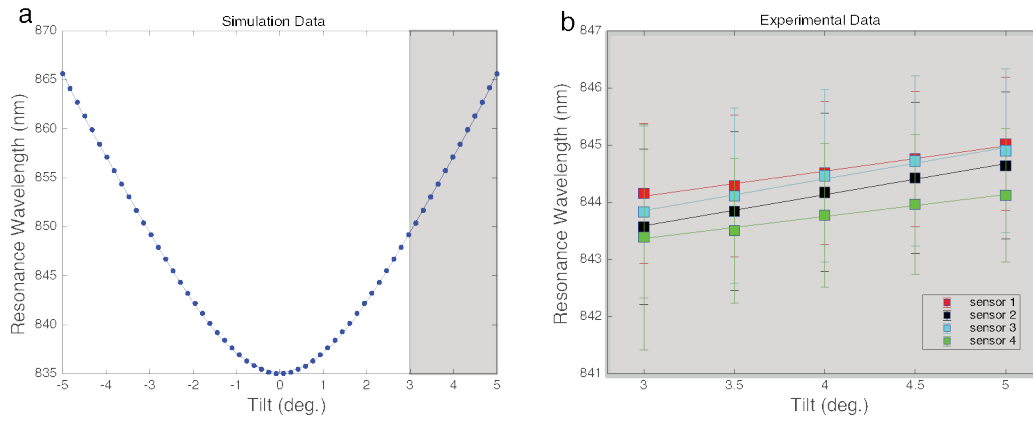 a
Simulation Data
870
865
860
855
850
845
840
835
Resonance Wavelength (nm)
-5 -4 -3 -2 -1 0 1 2 3 4 5
Tilt (deg.)
b
Experimental Data
847
846
845
844
843
842
841
Resonance Wavelength (nm)
sensor 1
sensor 2
sensor 3
sensor 4
3 3.5 4 4.5 5
Tilt (deg.)